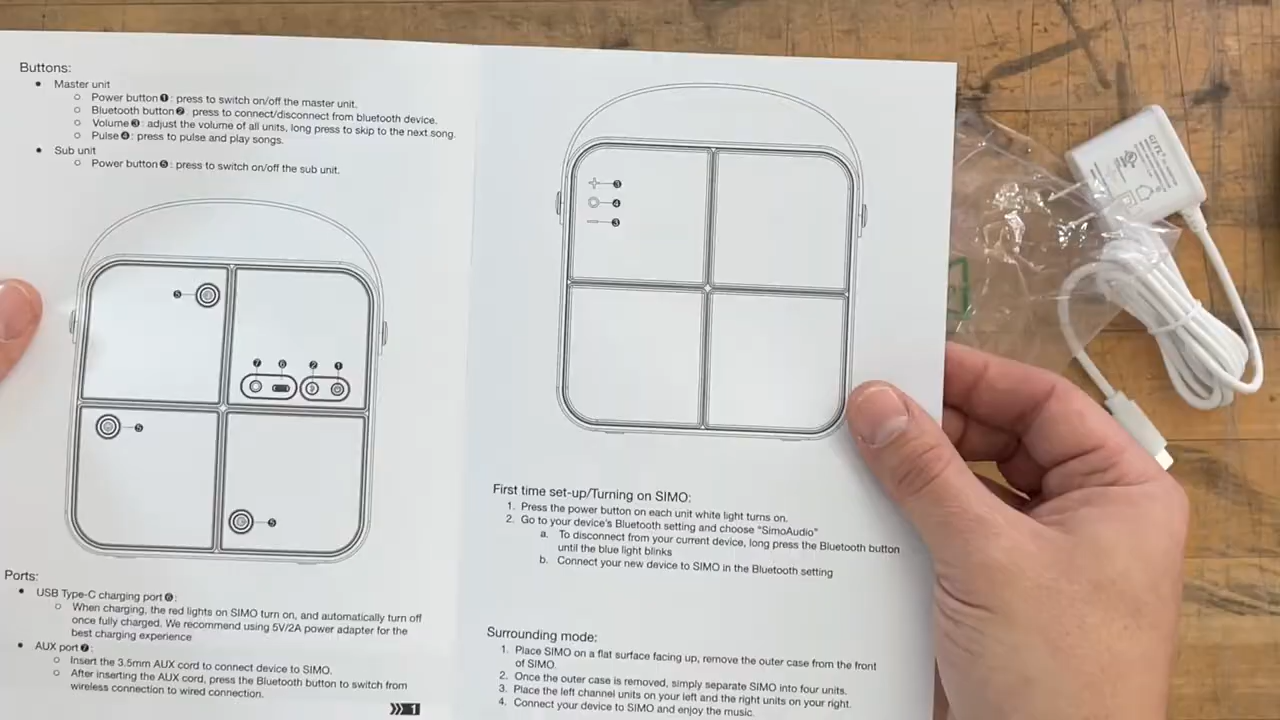 Buttons:
• Master unit
○ Power button❶: press to switch on/off the master unit.
○ Bluetooth button❷: press to connect/disconnect from bluetooth device.
○ Volume❸: adjust the volume of all units, long press to skip to the next song.
○ Pulse❹: press to pulse and play songs.
• Sub unit
○ Power button❺: press to switch on/off the sub unit.
❺
❼ ❻ ❷ ❶
❺
❺
Ports:
• USB Type-C charging port❻:
○ When charging, the red lights on SIMO turn on, and automatically turn off
once fully charged. We recommend using 5V/2A power adapter for the
best charging experience
• AUX port❼:
○ Insert the 3.5mm AUX cord to connect device to SIMO.
○ After inserting the AUX cord, press the Bluetooth button to switch from
wireless connection to wired connection.
1
❸
❹
❸
First time set-up/Turning on SIMO:
1. Press the power button on each unit white light turns on.
2. Go to your device's Bluetooth setting and choose "SimoAudio"
a. To disconnect from your current device, long press the Bluetooth button
until the blue light blinks
b. Connect your new device to SIMO in the Bluetooth setting
Surrounding mode:
1. Place SIMO on a flat surface facing up, remove the outer case from the front
of SIMO.
2. Once the outer case is removed, simply separate SIMO into four units.
3. Place the left channel units on your left and the right units on your right.
4. Connect your device to SIMO and enjoy the music.